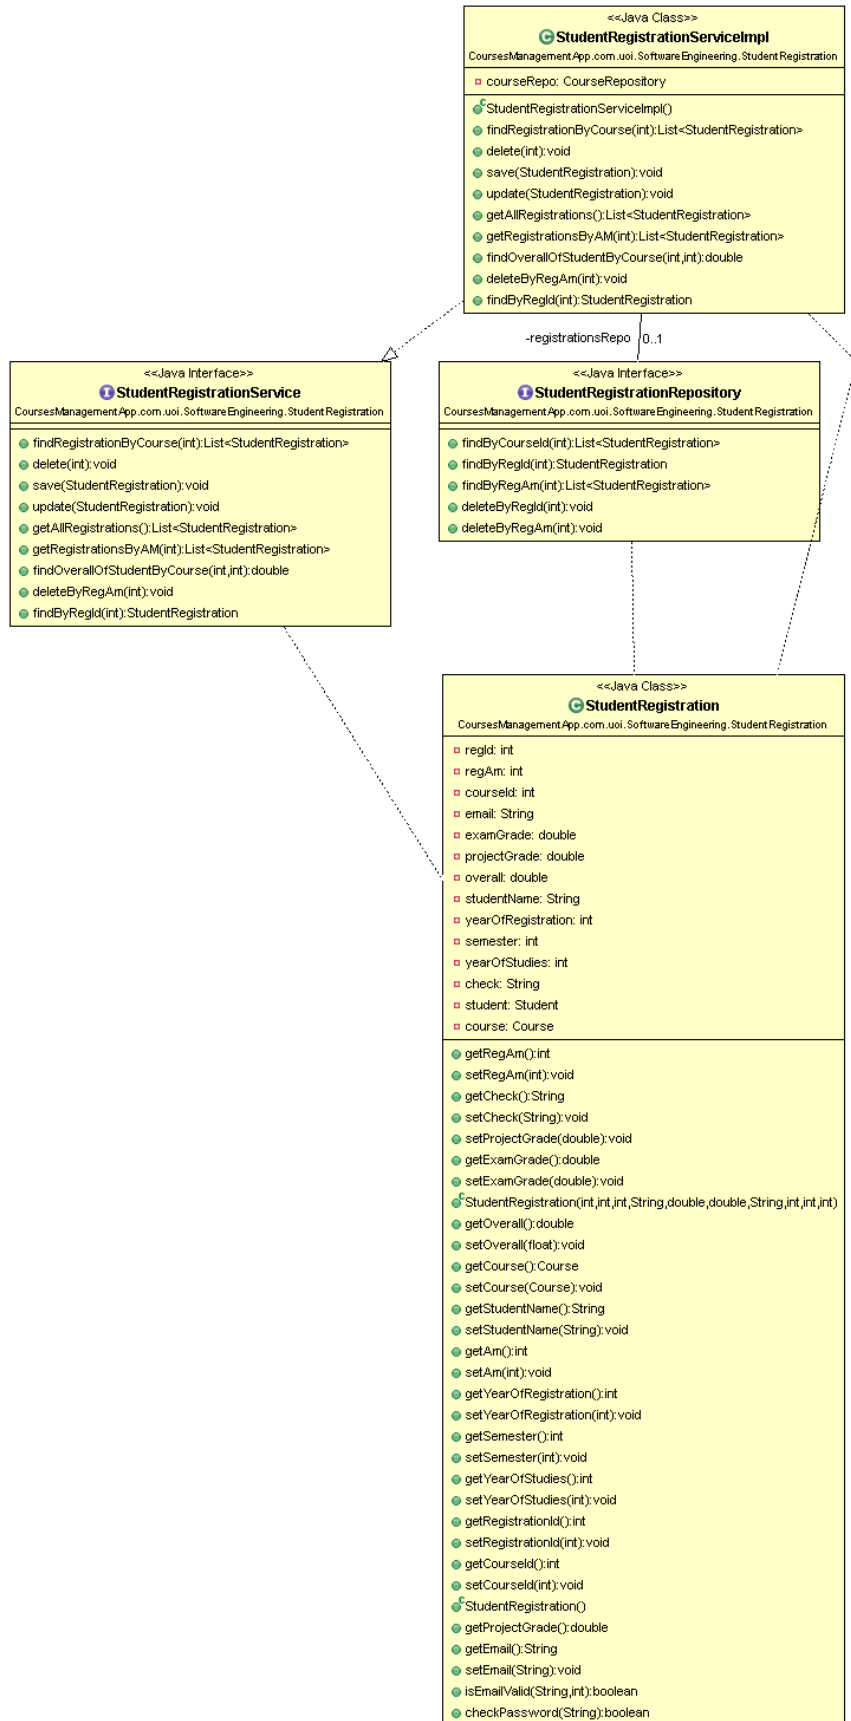 <<Java Class>>
StudentRegistrationServiceImpl
CoursesManagementApp.com.uoi.SoftwareEngineering.StudentRegistration
courseRepo: CourseRepository
StudentRegistrationServiceImpl()
findRegistrationByCourse(int):List<StudentRegistration>
delete(int):void
save(StudentRegistration):void
update(StudentRegistration):void
getAllRegistrations():List<StudentRegistration>
getRegistrationsByAM(int):List<StudentRegistration>
findOverallOfStudentByCourse(int,int):double
deleteByRegAm(int):void
findByRegId(int):StudentRegistration
-registrationsRepo 0..1
<<Java Interface>>
StudentRegistrationService
CoursesManagementApp.com.uoi.SoftwareEngineering.StudentRegistration
findRegistrationByCourse(int):List<StudentRegistration>
delete(int):void
save(StudentRegistration):void
update(StudentRegistration):void
getAllRegistrations():List<StudentRegistration>
getRegistrationsByAM(int):List<StudentRegistration>
findOverallOfStudentByCourse(int,int):double
deleteByRegAm(int):void
findByRegId(int):StudentRegistration
<<Java Interface>>
StudentRegistrationRepository
CoursesManagementApp.com.uoi.SoftwareEngineering.StudentRegistration
findByCourseId(int):List<StudentRegistration>
findByRegId(int):StudentRegistration
findByRegAm(int):List<StudentRegistration>
deleteByRegId(int):void
deleteByRegAm(int):void
<<Java Class>>
StudentRegistration
CoursesManagementApp.com.uoi.SoftwareEngineering.StudentRegistration
regId: int
regAm: int
courseId: int
email: String
examGrade: double
projectGrade: double
overall: double
studentName: String
yearOfRegistration: int
semester: int
yearOfStudies: int
check: String
student: Student
course: Course
getRegAm():int
setRegAm(int):void
getCheck():String
setCheck(String):void
setProjectGrade(double):void
getExamGrade():double
setExamGrade(double):void
StudentRegistration(int,int,int,String,double,double,String,int,int,int)
getOverall():double
setOverall(float):void
getCourse():Course
setCourse(Course):void
getStudentName():String
setStudentName(String):void
getAm():int
setAm(int):void
getYearOfRegistration():int
setYearOfRegistration(int):void
getSemester():int
setSemester(int):void
getYearOfStudies():int
setYearOfStudies(int):void
getRegistrationId():int
setRegistrationId(int):void
getCourseId():int
setCourseId(int):void
StudentRegistration()
getProjectGrade():double
getEmail():String
setEmail(String):void
isEmailValid(String,int):boolean
checkPassword(String):boolean